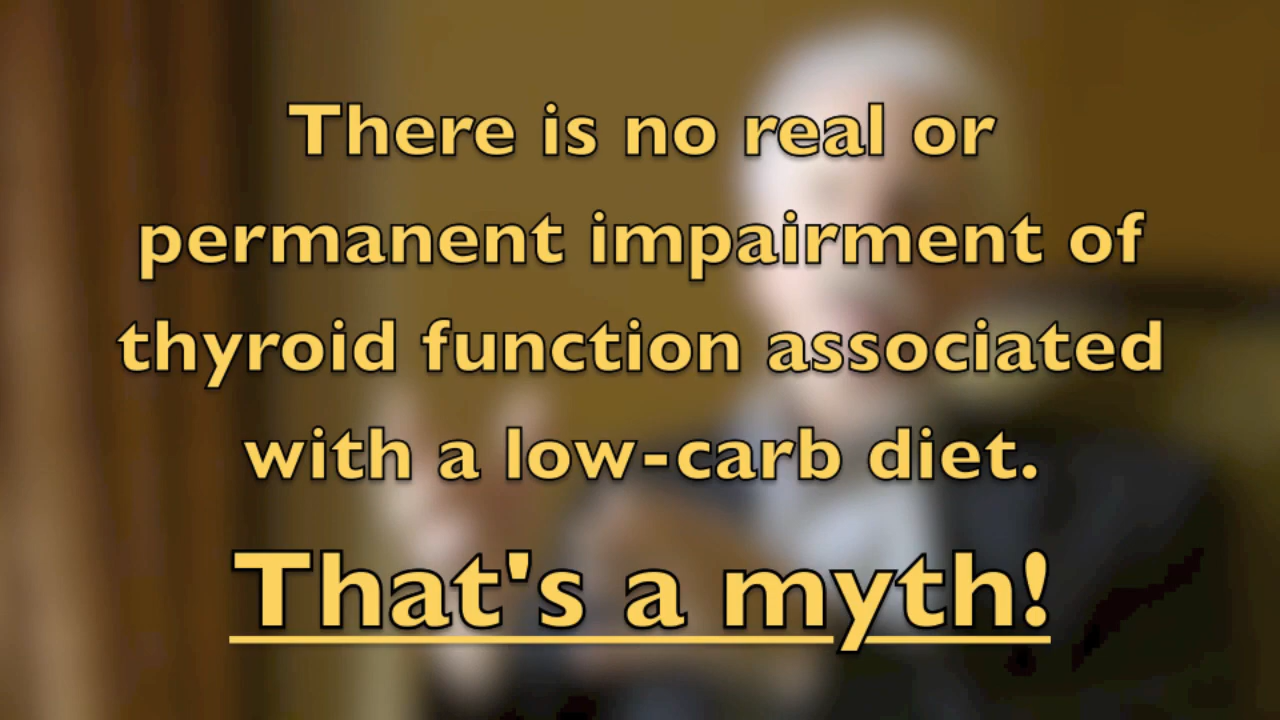 There is no real or
permanent impairment of
thyroid function associated
with a low-carb diet.
That's a myth!